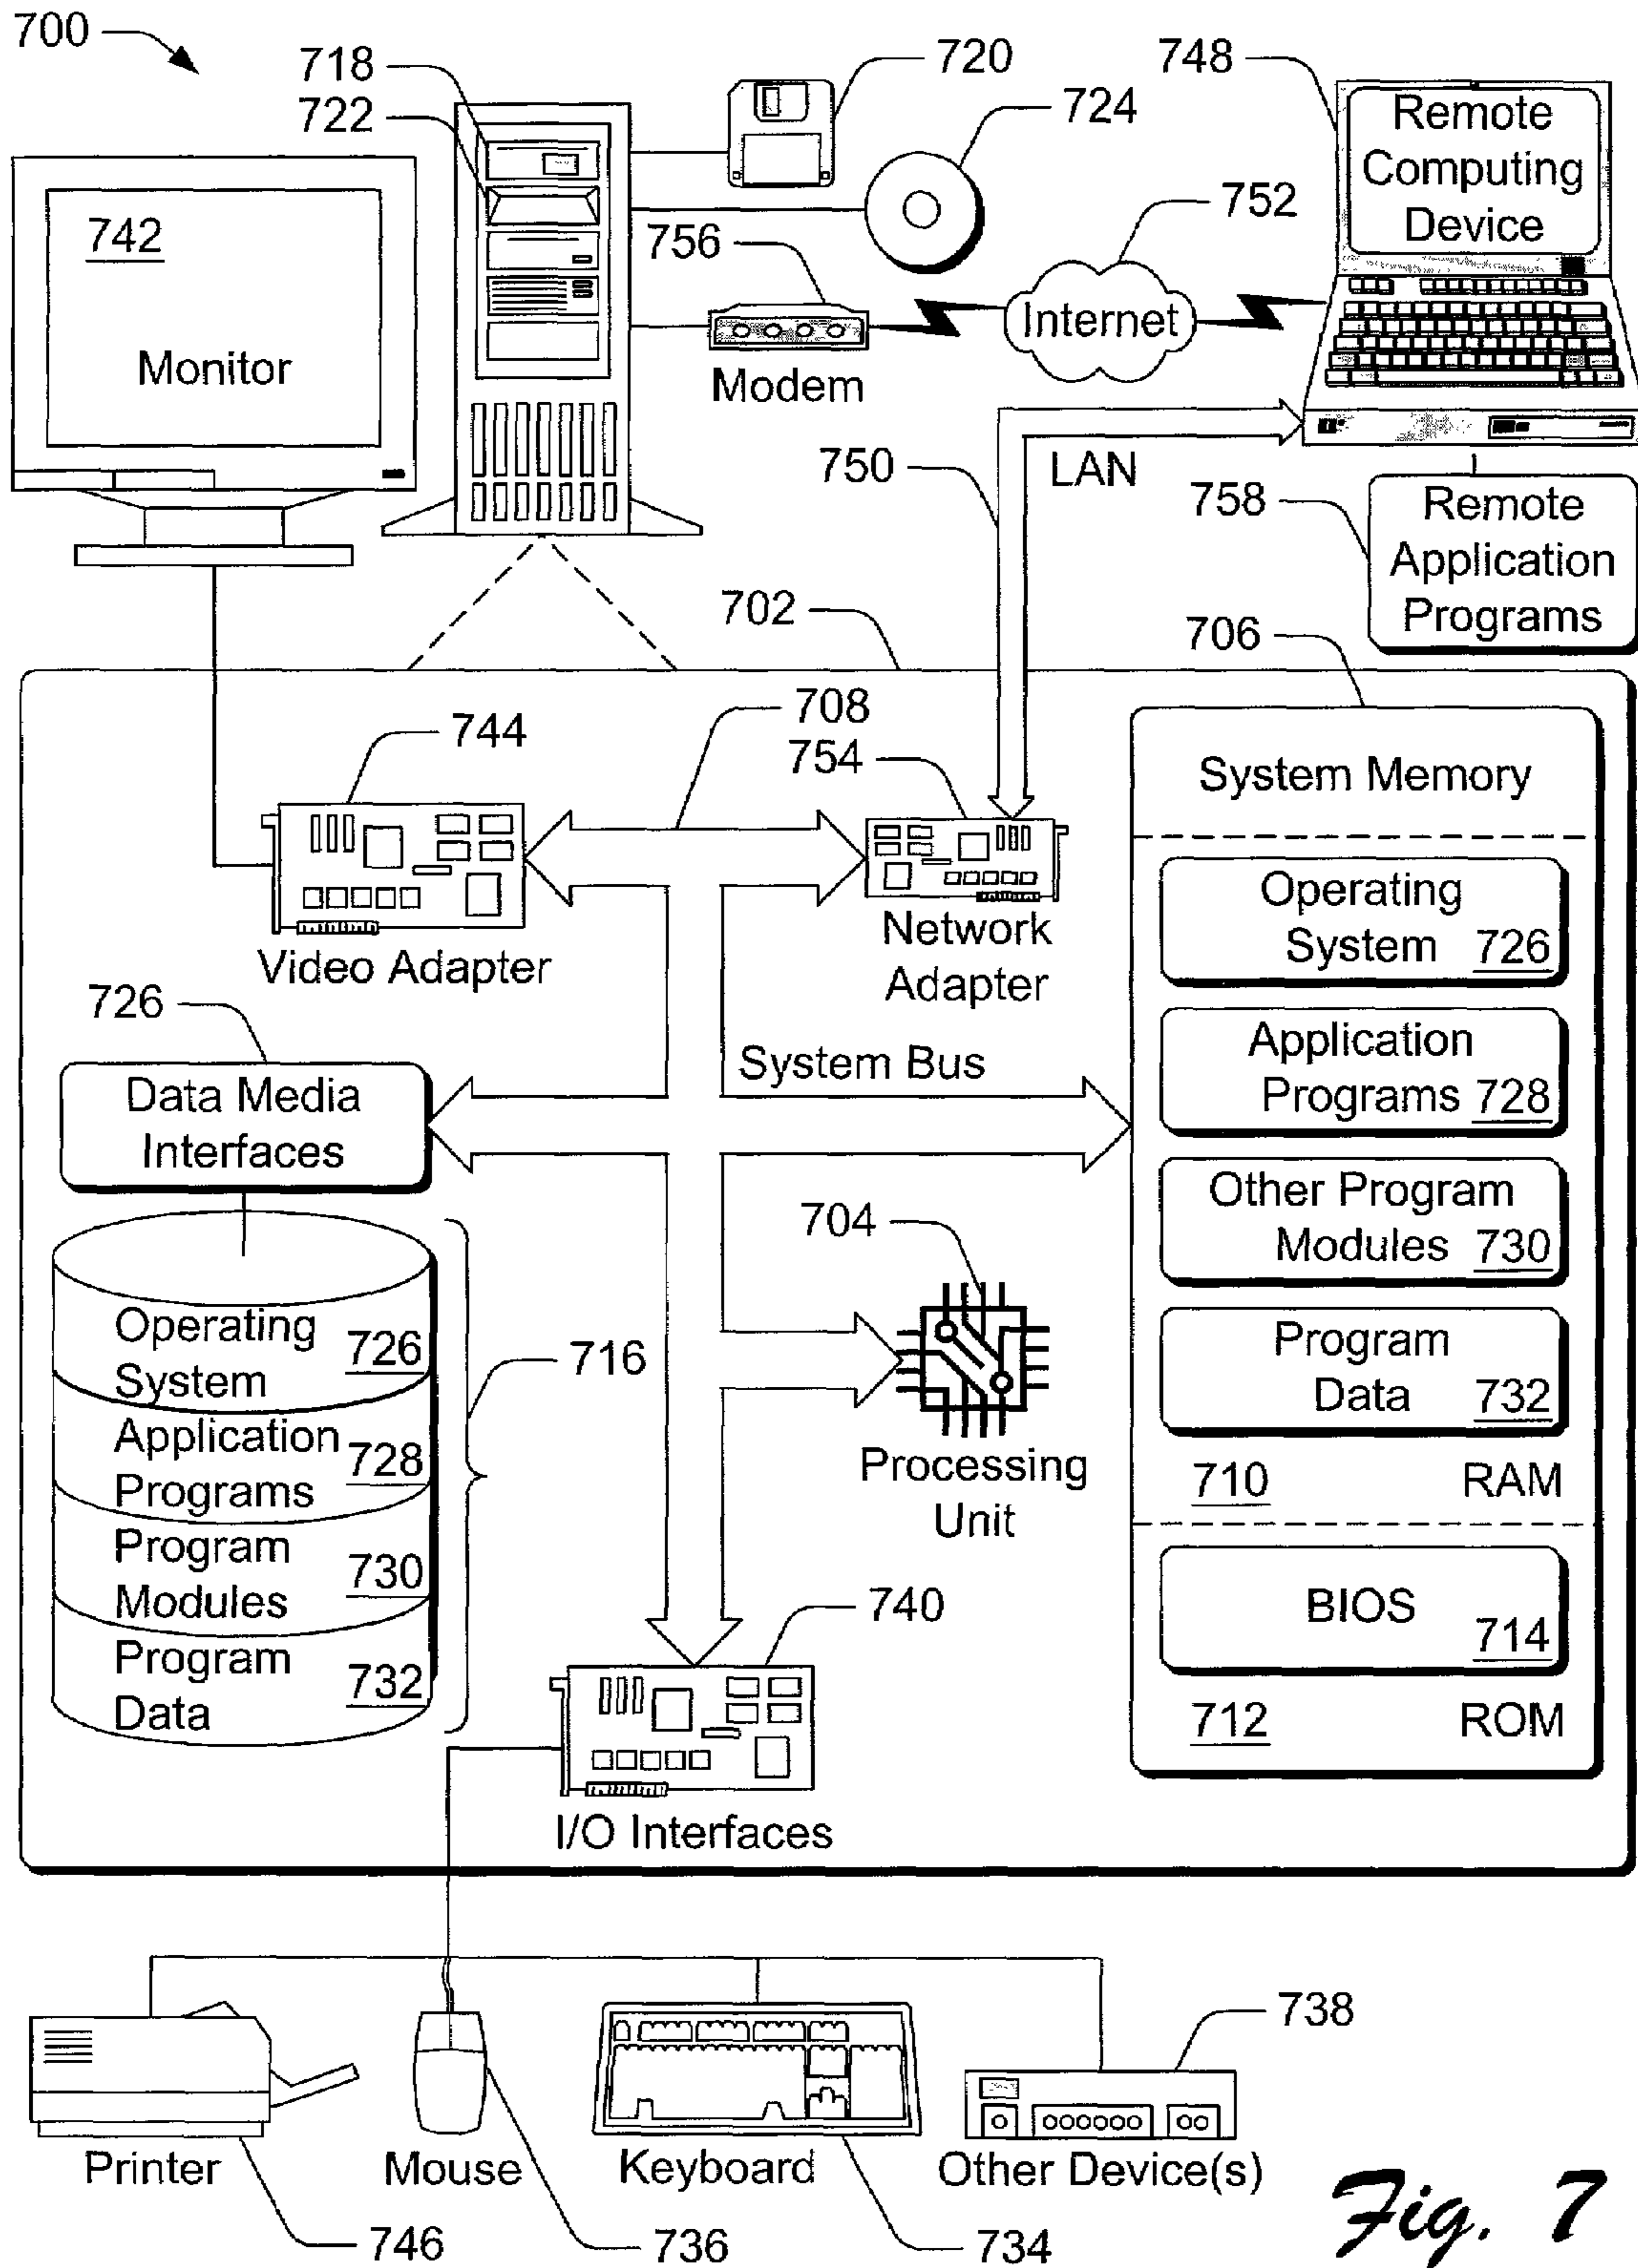 700
718
722
720
724
748
Remote
Computing
Device
742
Monitor
756
Modem
752
Internet
750
LAN
758
Remote
Application
Programs
702
706
708
744
754
Video Adapter
Network
Adapter
System Memory
Operating
System 726
Application
Programs 728
Other Program
Modules 730
Program
Data 732
710 RAM
BIOS
714
712 ROM
726
Data Media
Interfaces
System Bus
704
Processing
Unit
Operating
System 726
Application
Programs 728
Program
Modules 730
Program
Data 732
716
740
I/O Interfaces
738
Printer
Mouse
Keyboard
Other Device(s)
746
736
734
Fig. 7